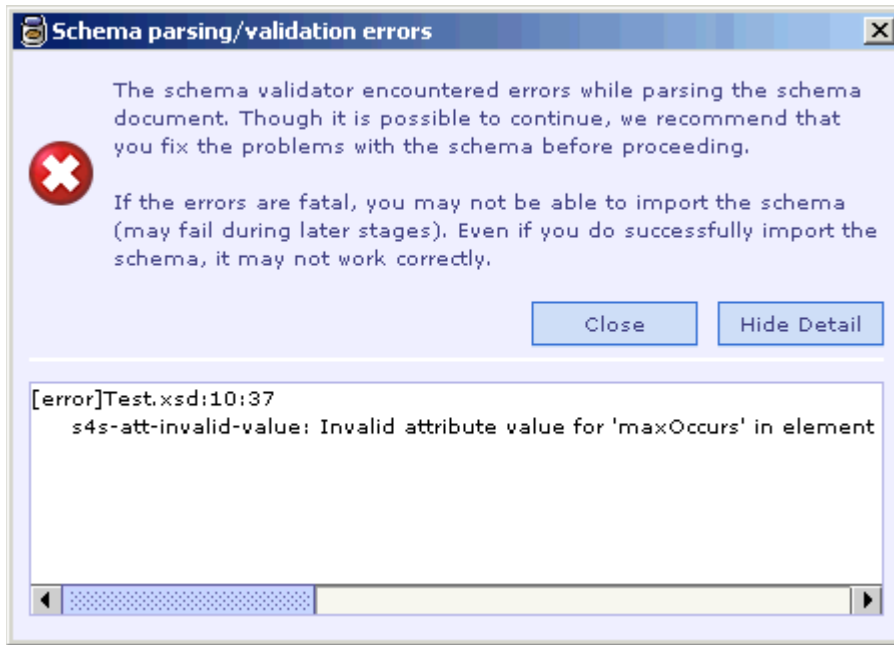 Schema parsing/validation errors
The schema validator encountered errors while parsing the schema
document. Though it is possible to continue, we recommend that
you fix the problems with the schema before proceeding.
If the errors are fatal, you may not be able to import the schema
(may fail during later stages). Even if you do successfully import the
schema, it may not work correctly.
Close Hide Detail
[error]Test.xsd:10:37
s4s-att-invalid-value: Invalid attribute value for 'maxOccurs' in element